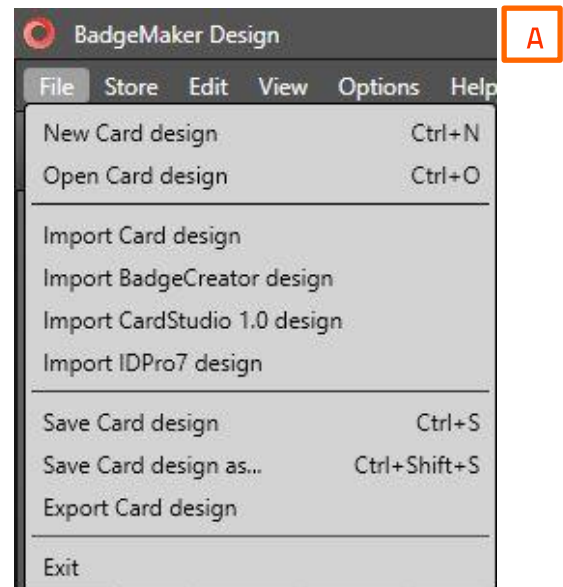 BadgeMaker Design
A
File Store Edit View Options Help
New Card design Ctrl+N
Open Card design Ctrl+O
Import Card design
Import BadgeCreator design
Import CardStudio 1.0 design
Import IDPro7 design
Save Card design Ctrl+S
Save Card design as... Ctrl+Shift+S
Export Card design
Exit